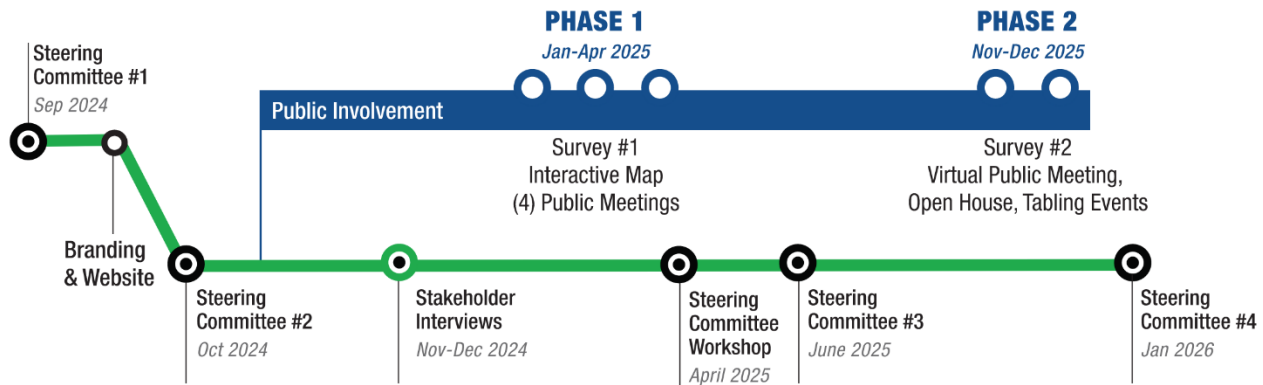 PHASE 1
Jan-Apr 2025
PHASE 2
Nov-Dec 2025
Steering
Committee #1
Sep 2024
Public Involvement
Survey #1
Interactive Map
(4) Public Meetings
Survey #2
Virtual Public Meeting,
Open House, Tabling Events
Branding
& Website
Steering
Committee #2
Oct 2024
Stakeholder
Interviews
Nov-Dec 2024
Steering
Committee
Workshop
April 2025
Steering
Committee #3
June 2025
Steering
Committee #4
Jan 2026